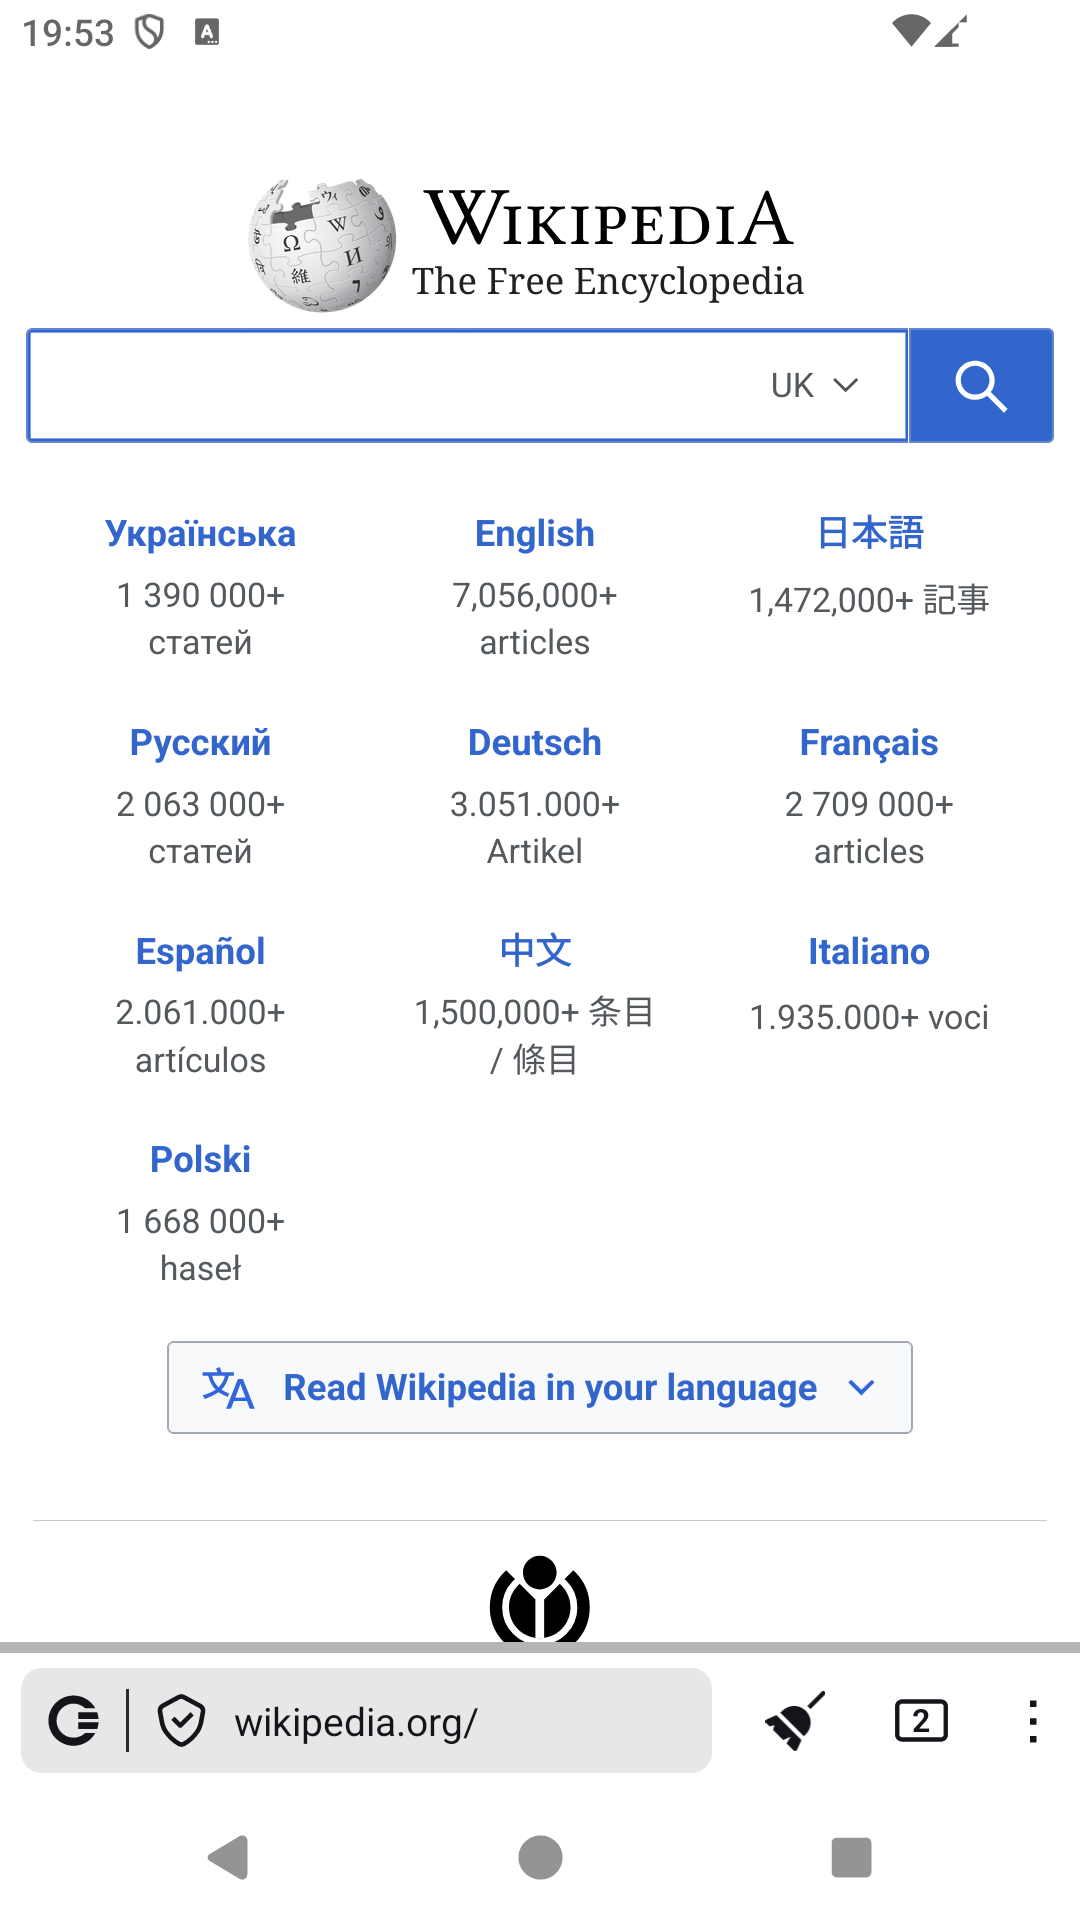 19:53
WIKIPEDIA
The Free Encyclopedia
UK
Українська
1 390 000+
статей
English
7,056,000+
articles
日本語
1,472,000+ 記事
Русский
2 063 000+
статей
Deutsch
3.051.000+
Artikel
Français
2 709 000+
articles
Español
2.061.000+
artículos
中文
1,500,000+ 条目
/ 條目
Italiano
1.935.000+ voci
Polski
1 668 000+
haseł
Read Wikipedia in your language
wikipedia.org/
2